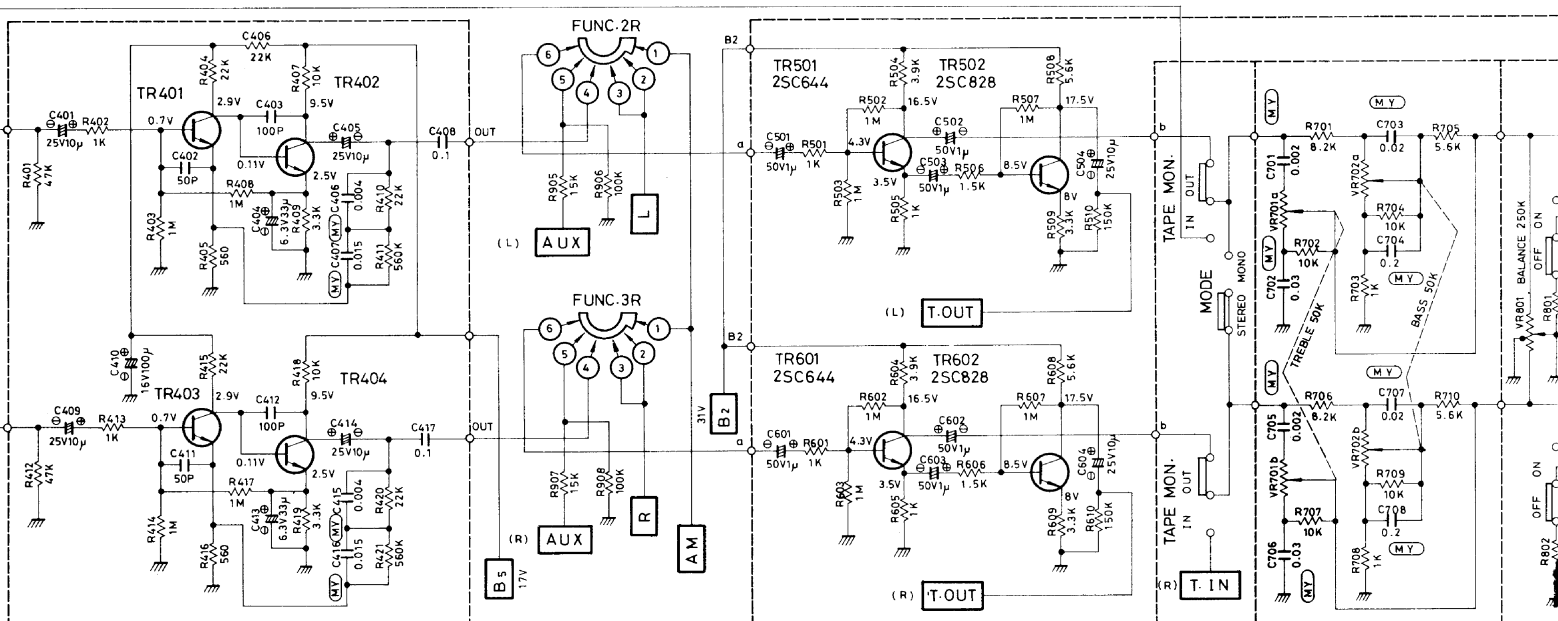 FUNC.2R
6
5
4
3
2
1
C406
22K
R404
22K
R407
10K
TR402
TR401
2.9V
C403
100P
9.5V
C401
25V10µ
R402
1K
0.7V
C405
25V10µ
C408
0.1
OUT
C402
50P
0.11V
2.5V
R401
47K
R408
1M
R403
1M
C404
6.3V33µ
R409
3.3K
C406
0.004
R410
22K
MY
C407
0.015
R411
560K
MY
R405
560
R905
15K
R906
100K
L
(L)
AUX
B2
TR501
2SC644
R504
3.9K
TR502
2SC828
R508
5.6K
R502
1M
16.5V
R507
1M
17.5V
C501
50V1µ
R501
1K
4.3V
C502
50V1µ
C503
50V1µ
R506
1.5K
8.5V
C504
25V10µ
a
b
R503
1M
3.5V
R505
1K
8V
R509
3.3K
R510
150K
(L)
T.OUT
TAPE MON.
OUT
IN
MODE
STEREO MONO
MY
R701
8.2K
MY
C703
0.02
R705
5.6K
C701
0.002
VR702a
VR701a
R704
10K
R702
10K
C704
0.2
MY
C702
0.03
MY
R703
1K
TREBLE 50K
BASS 50K
BALANCE 250K
VR801
OFF ON
R801
FUNC.3R
6
5
4
3
2
1
C410
16V100µ
R415
22K
R418
10K
TR404
TR403
2.9V
C412
100P
9.5V
C409
25V10µ
R413
1K
0.7V
C414
25V10µ
C417
0.1
OUT
C411
50P
0.11V
2.5V
R412
47K
R417
1M
R414
1M
C413
6.3V33µ
R419
3.3K
C415
0.004
R420
22K
MY
C416
0.015
R421
560K
MY
R416
560
B5
17V
R907
15K
R908
100K
R
(R)
AUX
AM
B2
31V
B2
TR601
2SC644
R604
3.9K
TR602
2SC828
R608
5.6K
R602
1M
16.5V
R607
1M
17.5V
C601
50V1µ
R601
1K
4.3V
C602
50V1µ
C603
50V1µ
R606
1.5K
8.5V
C604
25V10µ
a
b
R603
1M
3.5V
R605
1K
8V
R609
3.3K
R610
150K
(R)
T.OUT
TAPE MON.
OUT
IN
(R)
T.IN
MY
R706
8.2K
MY
C707
0.02
R710
5.6K
C705
0.002
VR702b
VR701b
R709
10K
R707
10K
C708
0.2
MY
C706
0.03
MY
R708
1K
OFF ON
R802